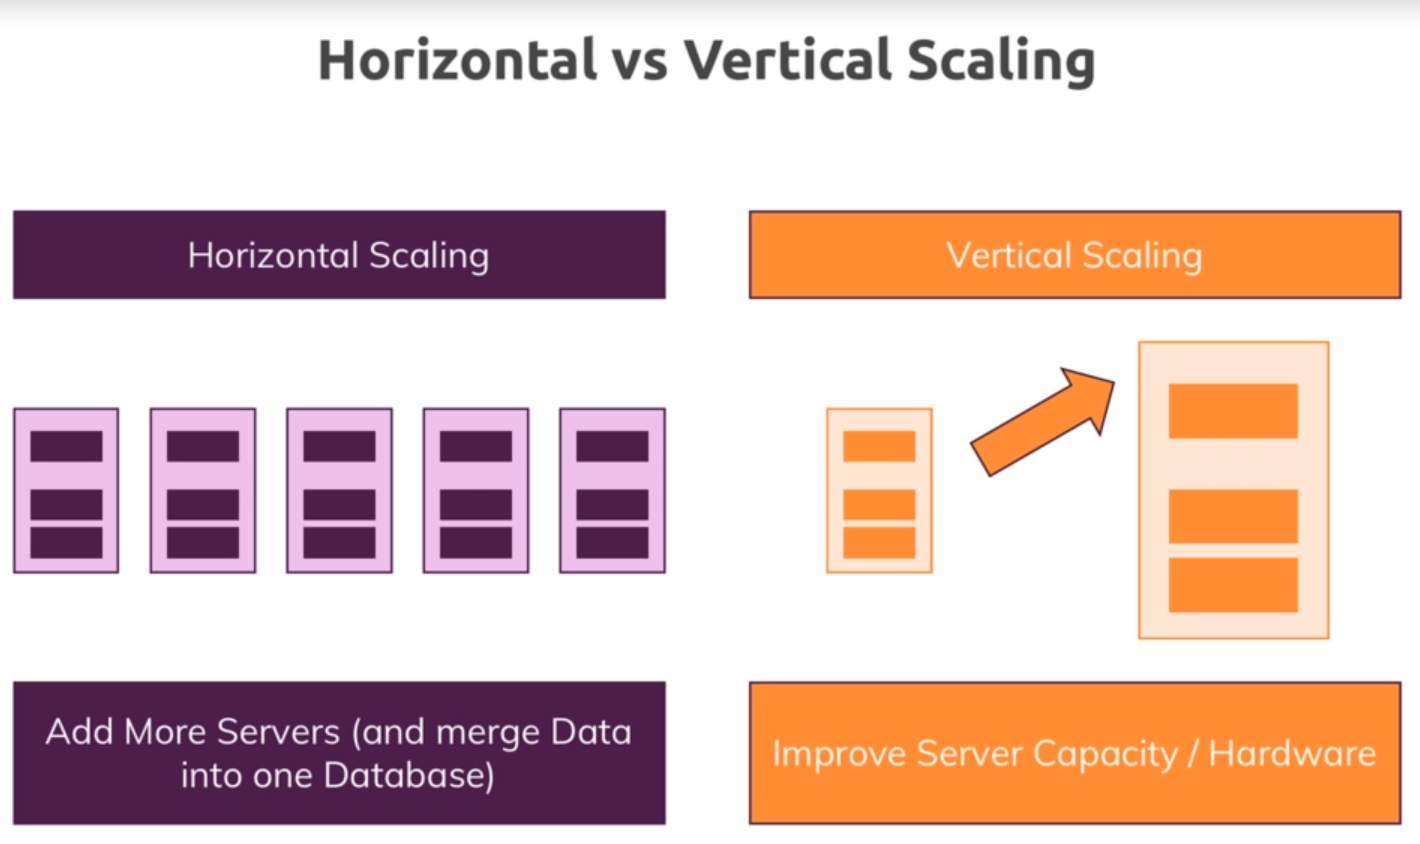 Horizontal vs Vertical Scaling
Horizontal Scaling
Vertical Scaling
Add More Servers (and merge Data
into one Database)
Improve Server Capacity / Hardware